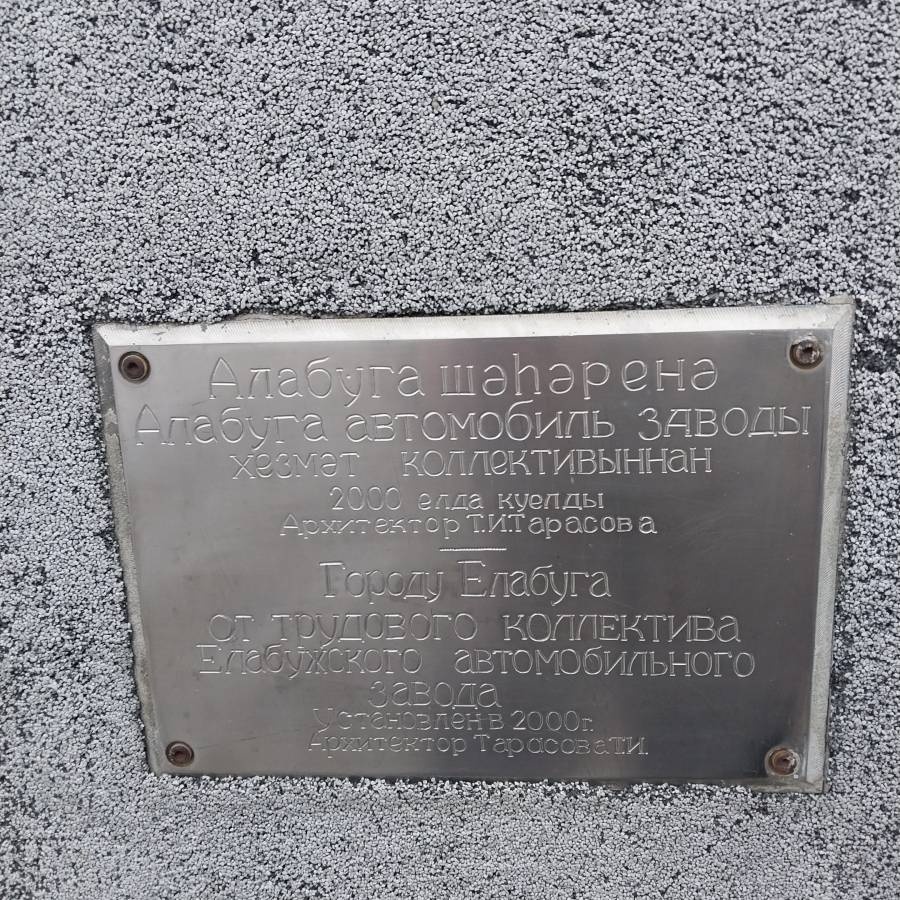 Алабуга шәһәренә
Алабуга автомобиль заводы
хезмәт коллективыннан
2000 елда куелды
Архитектор Т.И.Тарасова
Городу Елабуга
от трудового коллектива
Елабужского автомобильного
завода
Установлен в 2000г.
Архитектор Тарасова Т.И.